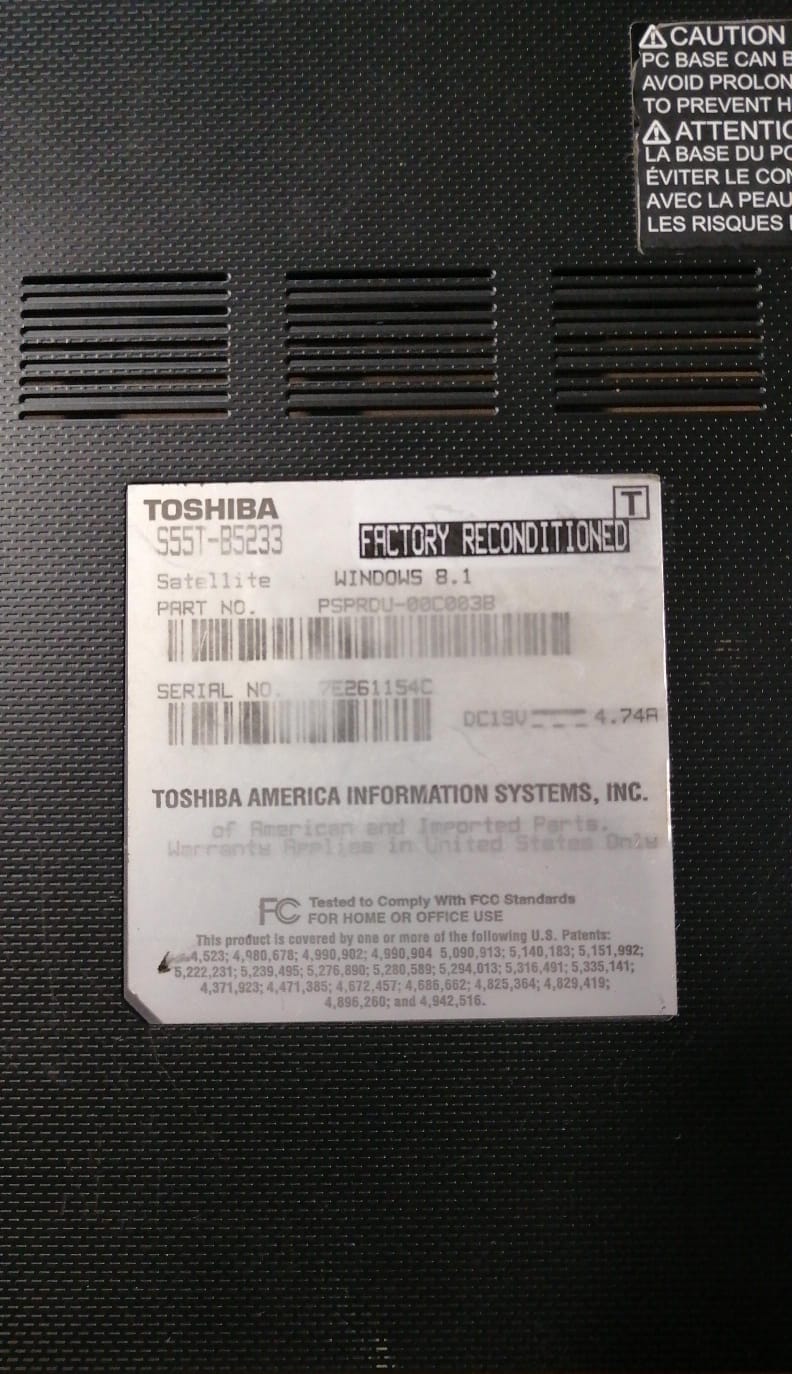 CAUTION
PC BASE CAN B
AVOID PROLON
TO PREVENT H
ATTENTIO
LA BASE DU PC
ÉVITER LE CON
AVEC LA PEAU
LES RISQUES
TOSHIBA
T
S55T-B5233
FACTORY RECONDITIONED
Satellite WINDOWS 8.1
PART NO. PSPRDU-00C003B
SERIAL NO. 7E261154C
DC19V 4.74A
TOSHIBA AMERICA INFORMATION SYSTEMS, INC.
of American and Imported Parts.
Warranty Applies in United States Only
FC Tested to Comply With FCC Standards
FOR HOME OR OFFICE USE
This product is covered by one or more of the following U.S. Patents:
4,523; 4,980,678; 4,990,902; 4,990,904 5,090,913; 5,140,183; 5,151,992;
5,222,231; 5,239,495; 5,276,890; 5,280,589; 5,294,013; 5,316,491; 5,335,141;
4,371,923; 4,471,385; 4,672,457; 4,686,662; 4,825,364; 4,829,419;
4,896,260; and 4,942,516.